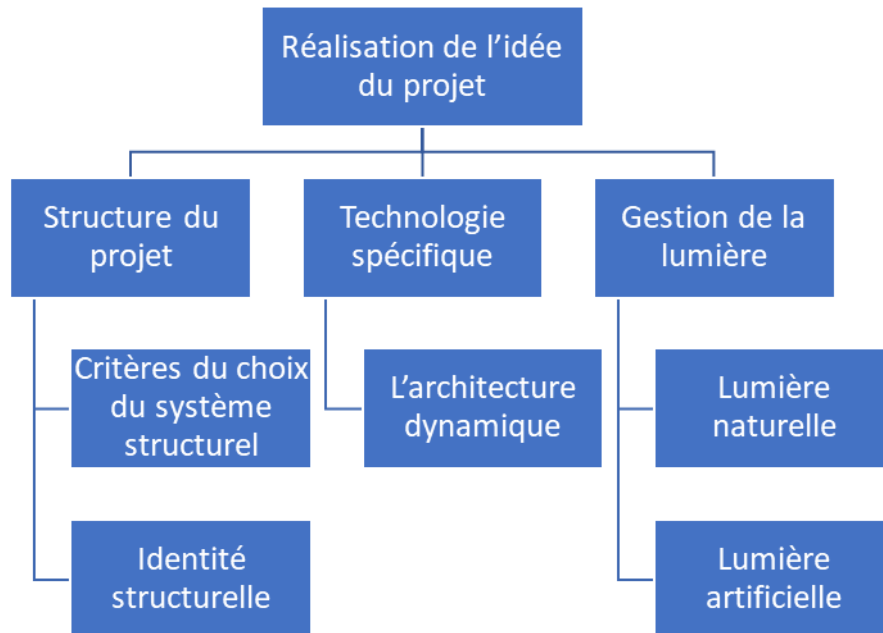 Réalisation de l’idée
du projet
Structure du
projet
Technologie
spécifique
Gestion de la
lumière
Critères du choix
du système
structurel
L’architecture
dynamique
Lumière
naturelle
Identité
structurelle
Lumière
artificielle